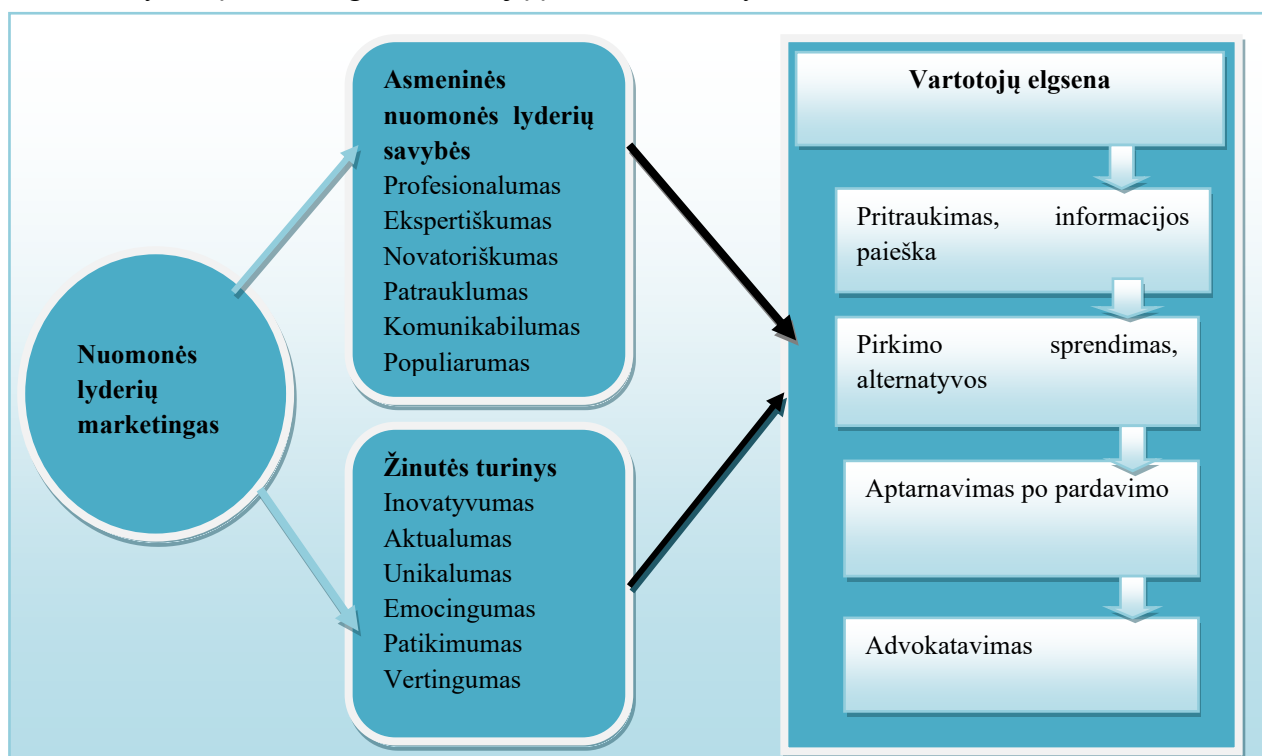 Nuomonės
lyderių
marketingas
Asmeninės
nuomonės lyderių
savybės
Profesionalumas
Ekspertiškumas
Novatoriškumas
Patrauklumas
Komunikabilumas
Populiarumas
Žinutės turinys
Inovatyvumas
Aktualumas
Unikalumas
Emocingumas
Patikimumas
Vertingumas
Vartotojų elgsena
Pritraukimas, informacijos
paieška
Pirkimo sprendimas,
alternatyvos
Aptarnavimas po pardavimo
Advokatavimas